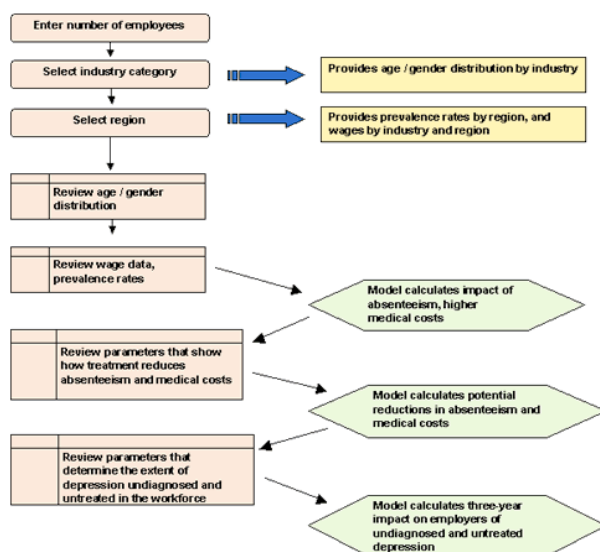 Enter number of employees
Select industry category
Provides age / gender distribution by industry
Select region
Provides prevalence rates by region, and
wages by industry and region
Review age / gender
distribution
Review wage data,
prevalence rates
Model calculates impact of
absenteeism, higher
medical costs
Review parameters that show
how treatment reduces
absenteeism and medical costs
Model calculates potential
reductions in absenteeism and
medical costs
Review parameters that
determine the extent of
depression undiagnosed and
untreated in the workforce
Model calculates three-year
impact on employers of
undiagnosed and untreated
depression